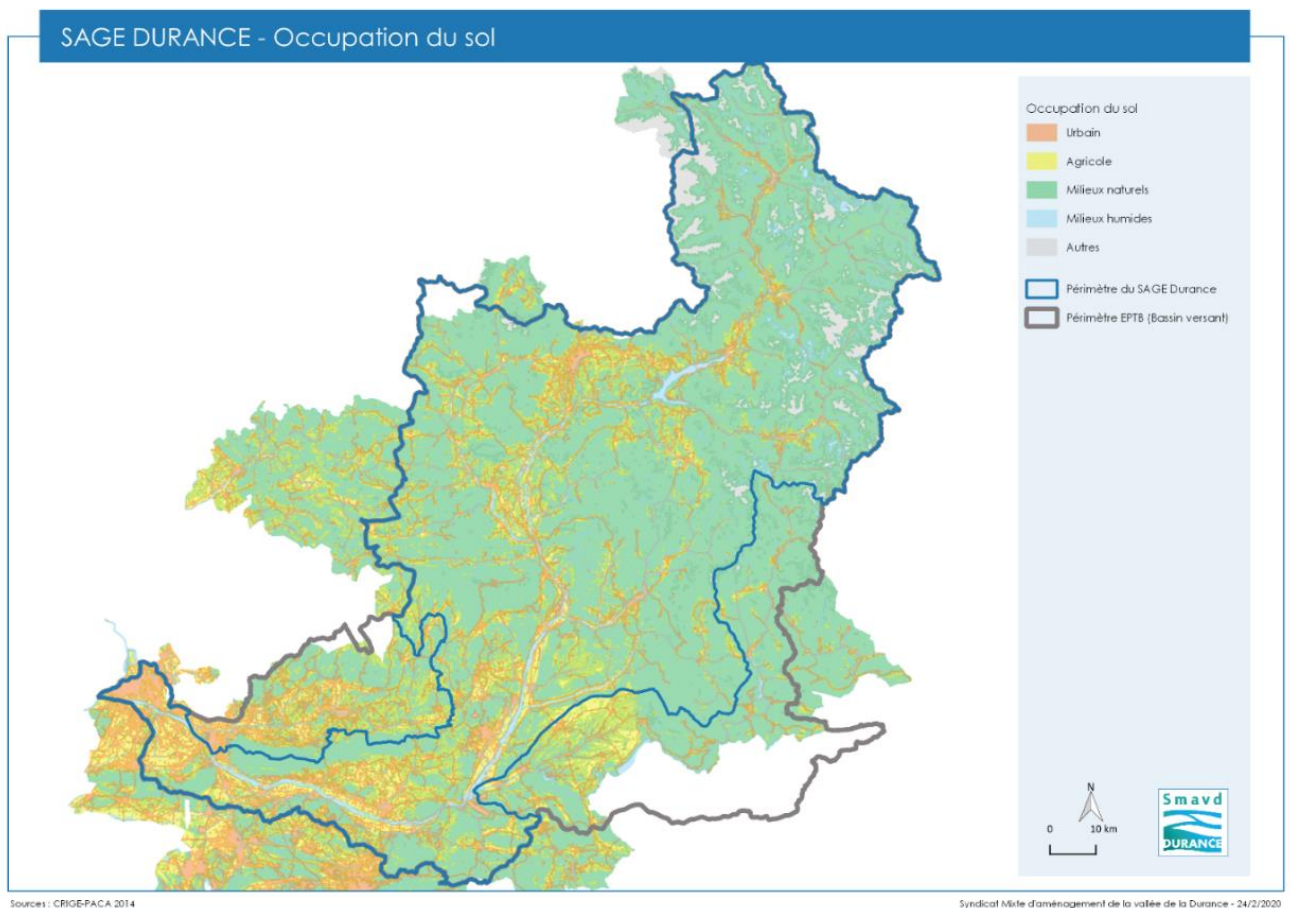 SAGE DURANCE - Occupation du sol
Occupation du sol
Urbain
Agricole
Milieux naturels
Milieux humides
Autres
Périmètre du SAGE Durance
Périmètre EPTB (Bassin versant)
N
0 10 km
Smavd
DURANCE
Sources : CRIGE-PACA 2014
Syndicat Mixte d'aménagement de la vallée de la Durance - 24/2/2020